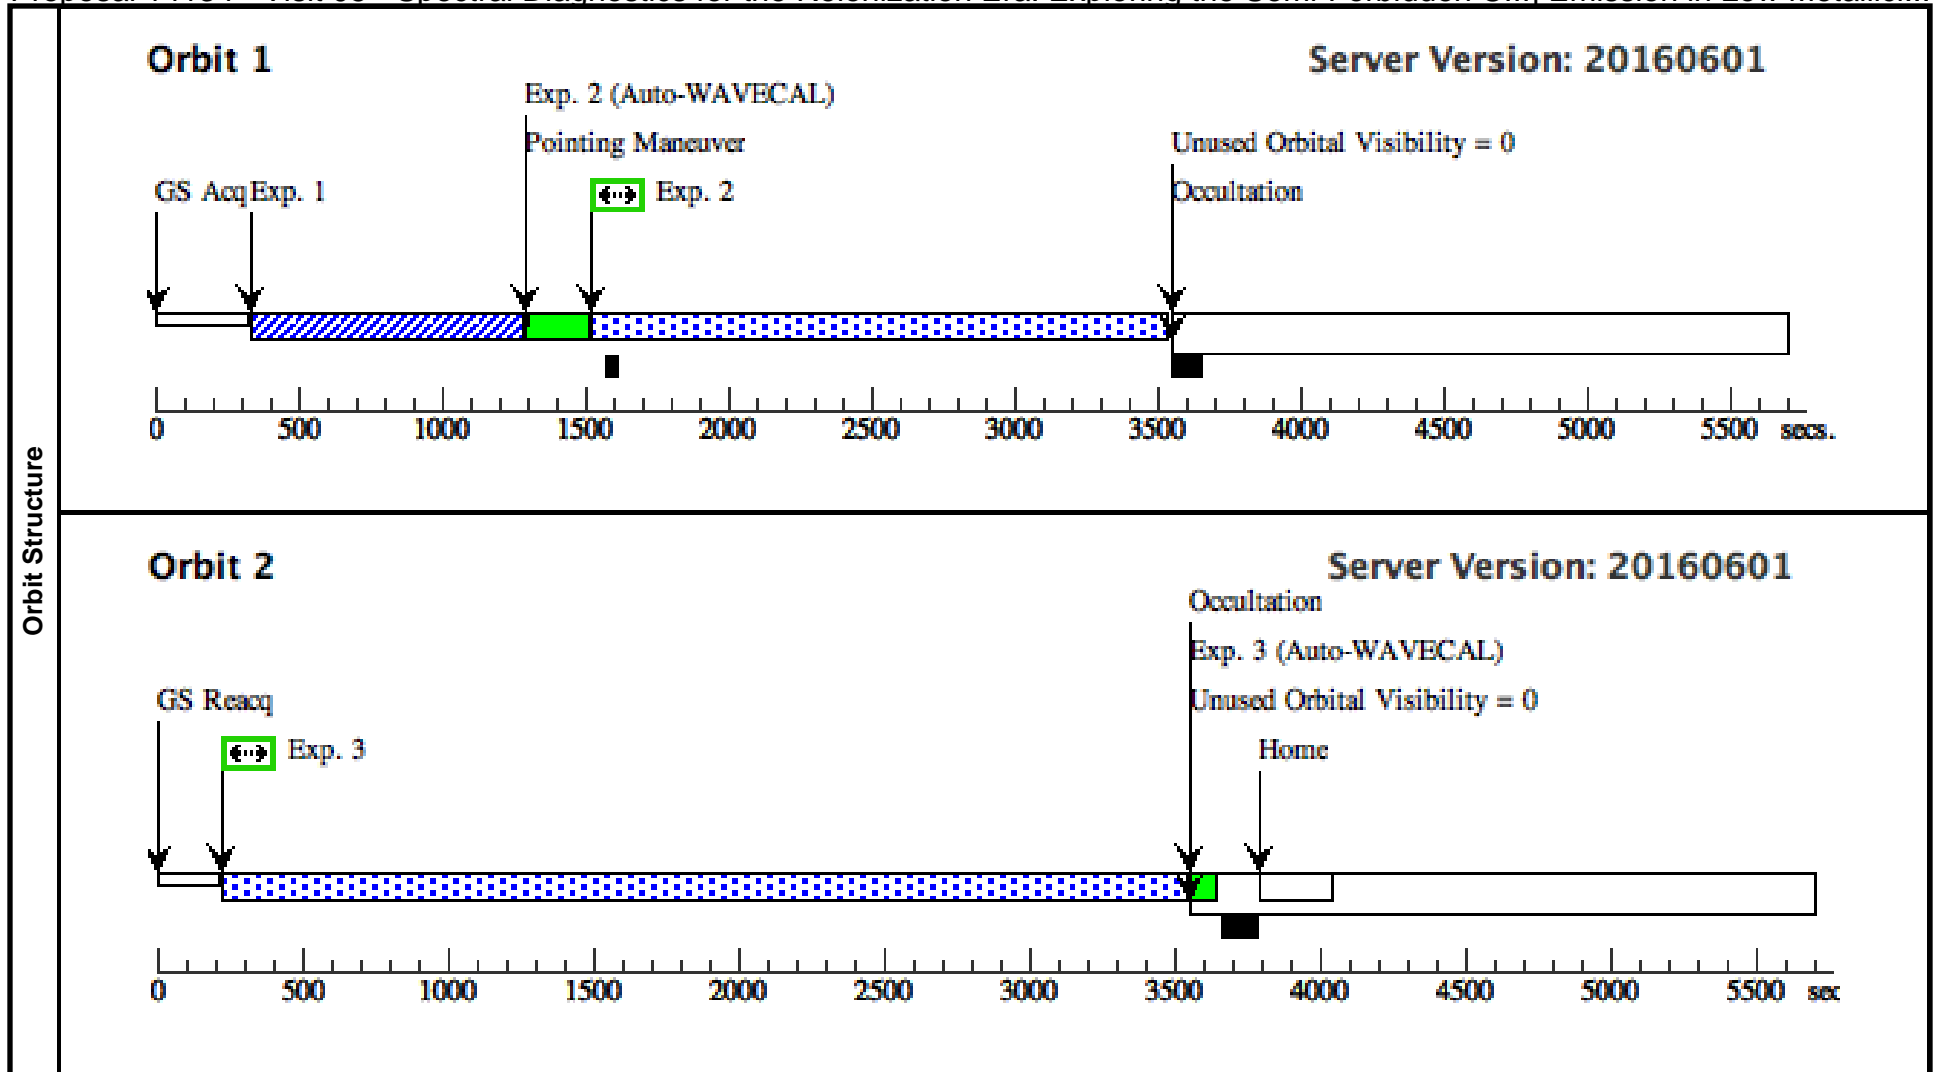 Orbit Structure
Orbit 1
Server Version: 20160601
Exp. 2 (Auto-WAVECAL)
Pointing Maneuver
Unused Orbital Visibility = 0
GS Acq Exp. 1
Exp. 2
Occultation
0 500 1000 1500 2000 2500 3000 3500 4000 4500 5000 5500 secs.
Orbit 2
Server Version: 20160601
Occultation
Exp. 3 (Auto-WAVECAL)
GS Reacq
Unused Orbital Visibility = 0
Exp. 3
Home
0 500 1000 1500 2000 2500 3000 3500 4000 4500 5000 5500 sec